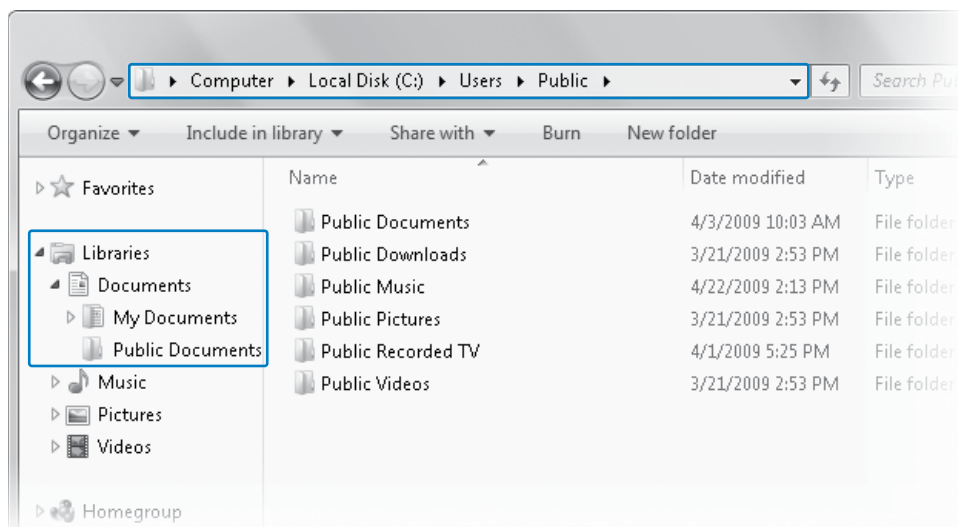 Computer Local Disk (C:) Users Public Search Pu
Organize Include in library Share with Burn New folder
Favorites
Libraries
Documents
My Documents
Public Documents
Music
Pictures
Videos
Homegroup
Name Date modified Type
Public Documents 4/3/2009 10:03 AM File folder
Public Downloads 3/21/2009 2:53 PM File folder
Public Music 4/22/2009 2:13 PM File folder
Public Pictures 3/21/2009 2:53 PM File folder
Public Recorded TV 4/1/2009 5:25 PM File folder
Public Videos 3/21/2009 2:53 PM File folder